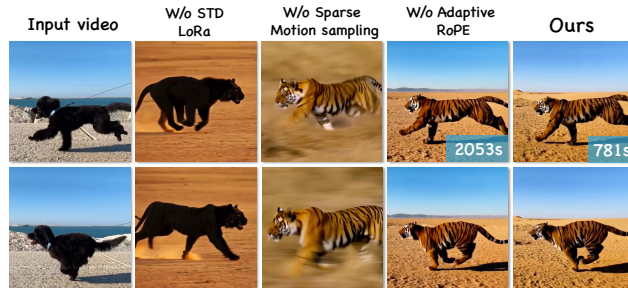 Input video
W/o STD
LoRa
W/o Sparse
Motion sampling
W/o Adaptive
RoPE
Ours
2053s
781s